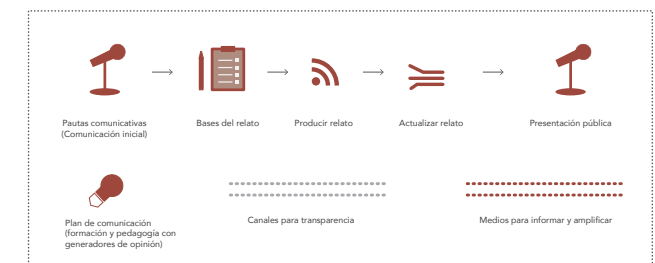 Pautas comunicativas
(Comunicación inicial)
Bases del relato
Producir relato
Actualizar relato
Presentación pública
Plan de comunicación
(formación y pedagogía con
generadores de opinión)
Canales para transparencia
Medios para informar y amplificar